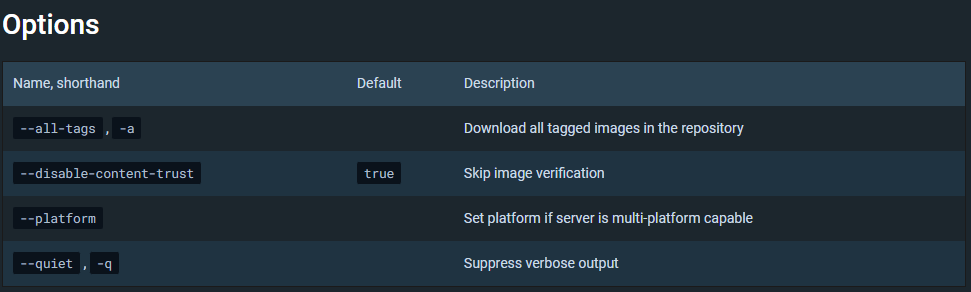 Options
Name, shorthand Default Description
--all-tags , -a Download all tagged images in the repository
--disable-content-trust true Skip image verification
--platform Set platform if server is multi-platform capable
--quiet , -q Suppress verbose output